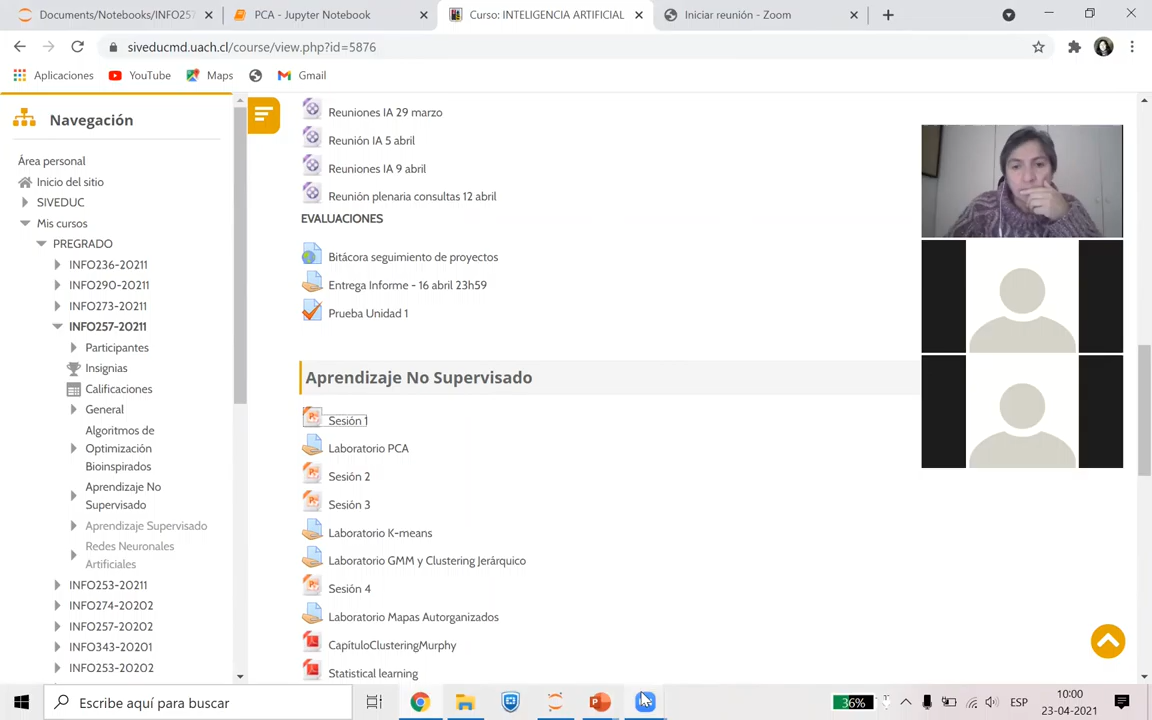 Documents/Notebooks/INFO257
PCA - Jupyter Notebook
Curso: INTELIGENCIA ARTIFICIAL
Iniciar reunión - Zoom
siveducmd.uach.cl/course/view.php?id=5876
Aplicaciones
YouTube
Maps
Gmail
Navegación
Área personal
Inicio del sitio
SIVEDUC
Mis cursos
PREGRADO
INFO236-20211
INFO290-20211
INFO273-20211
INFO257-20211
Participantes
Insignias
Calificaciones
General
Algoritmos de
Optimización
Bioinspirados
Aprendizaje No
Supervisado
Aprendizaje Supervisado
Redes Neuronales
Artificiales
INFO253-20211
INFO274-20202
INFO257-20202
INFO343-20201
INFO253-20202
Reuniones IA 29 marzo
Reunión IA 5 abril
Reuniones IA 9 abril
Reunión plenaria consultas 12 abril
EVALUACIONES
Bitácora seguimiento de proyectos
Entrega Informe - 16 abril 23h59
Prueba Unidad 1
Aprendizaje No Supervisado
Sesión 1
Laboratorio PCA
Sesión 2
Sesión 3
Laboratorio K-means
Laboratorio GMM y Clustering Jerárquico
Sesión 4
Laboratorio Mapas Autorganizados
CapítuloClusteringMurphy
Statistical learning
Escribe aquí para buscar
36%
ESP
10:00
23-04-2021